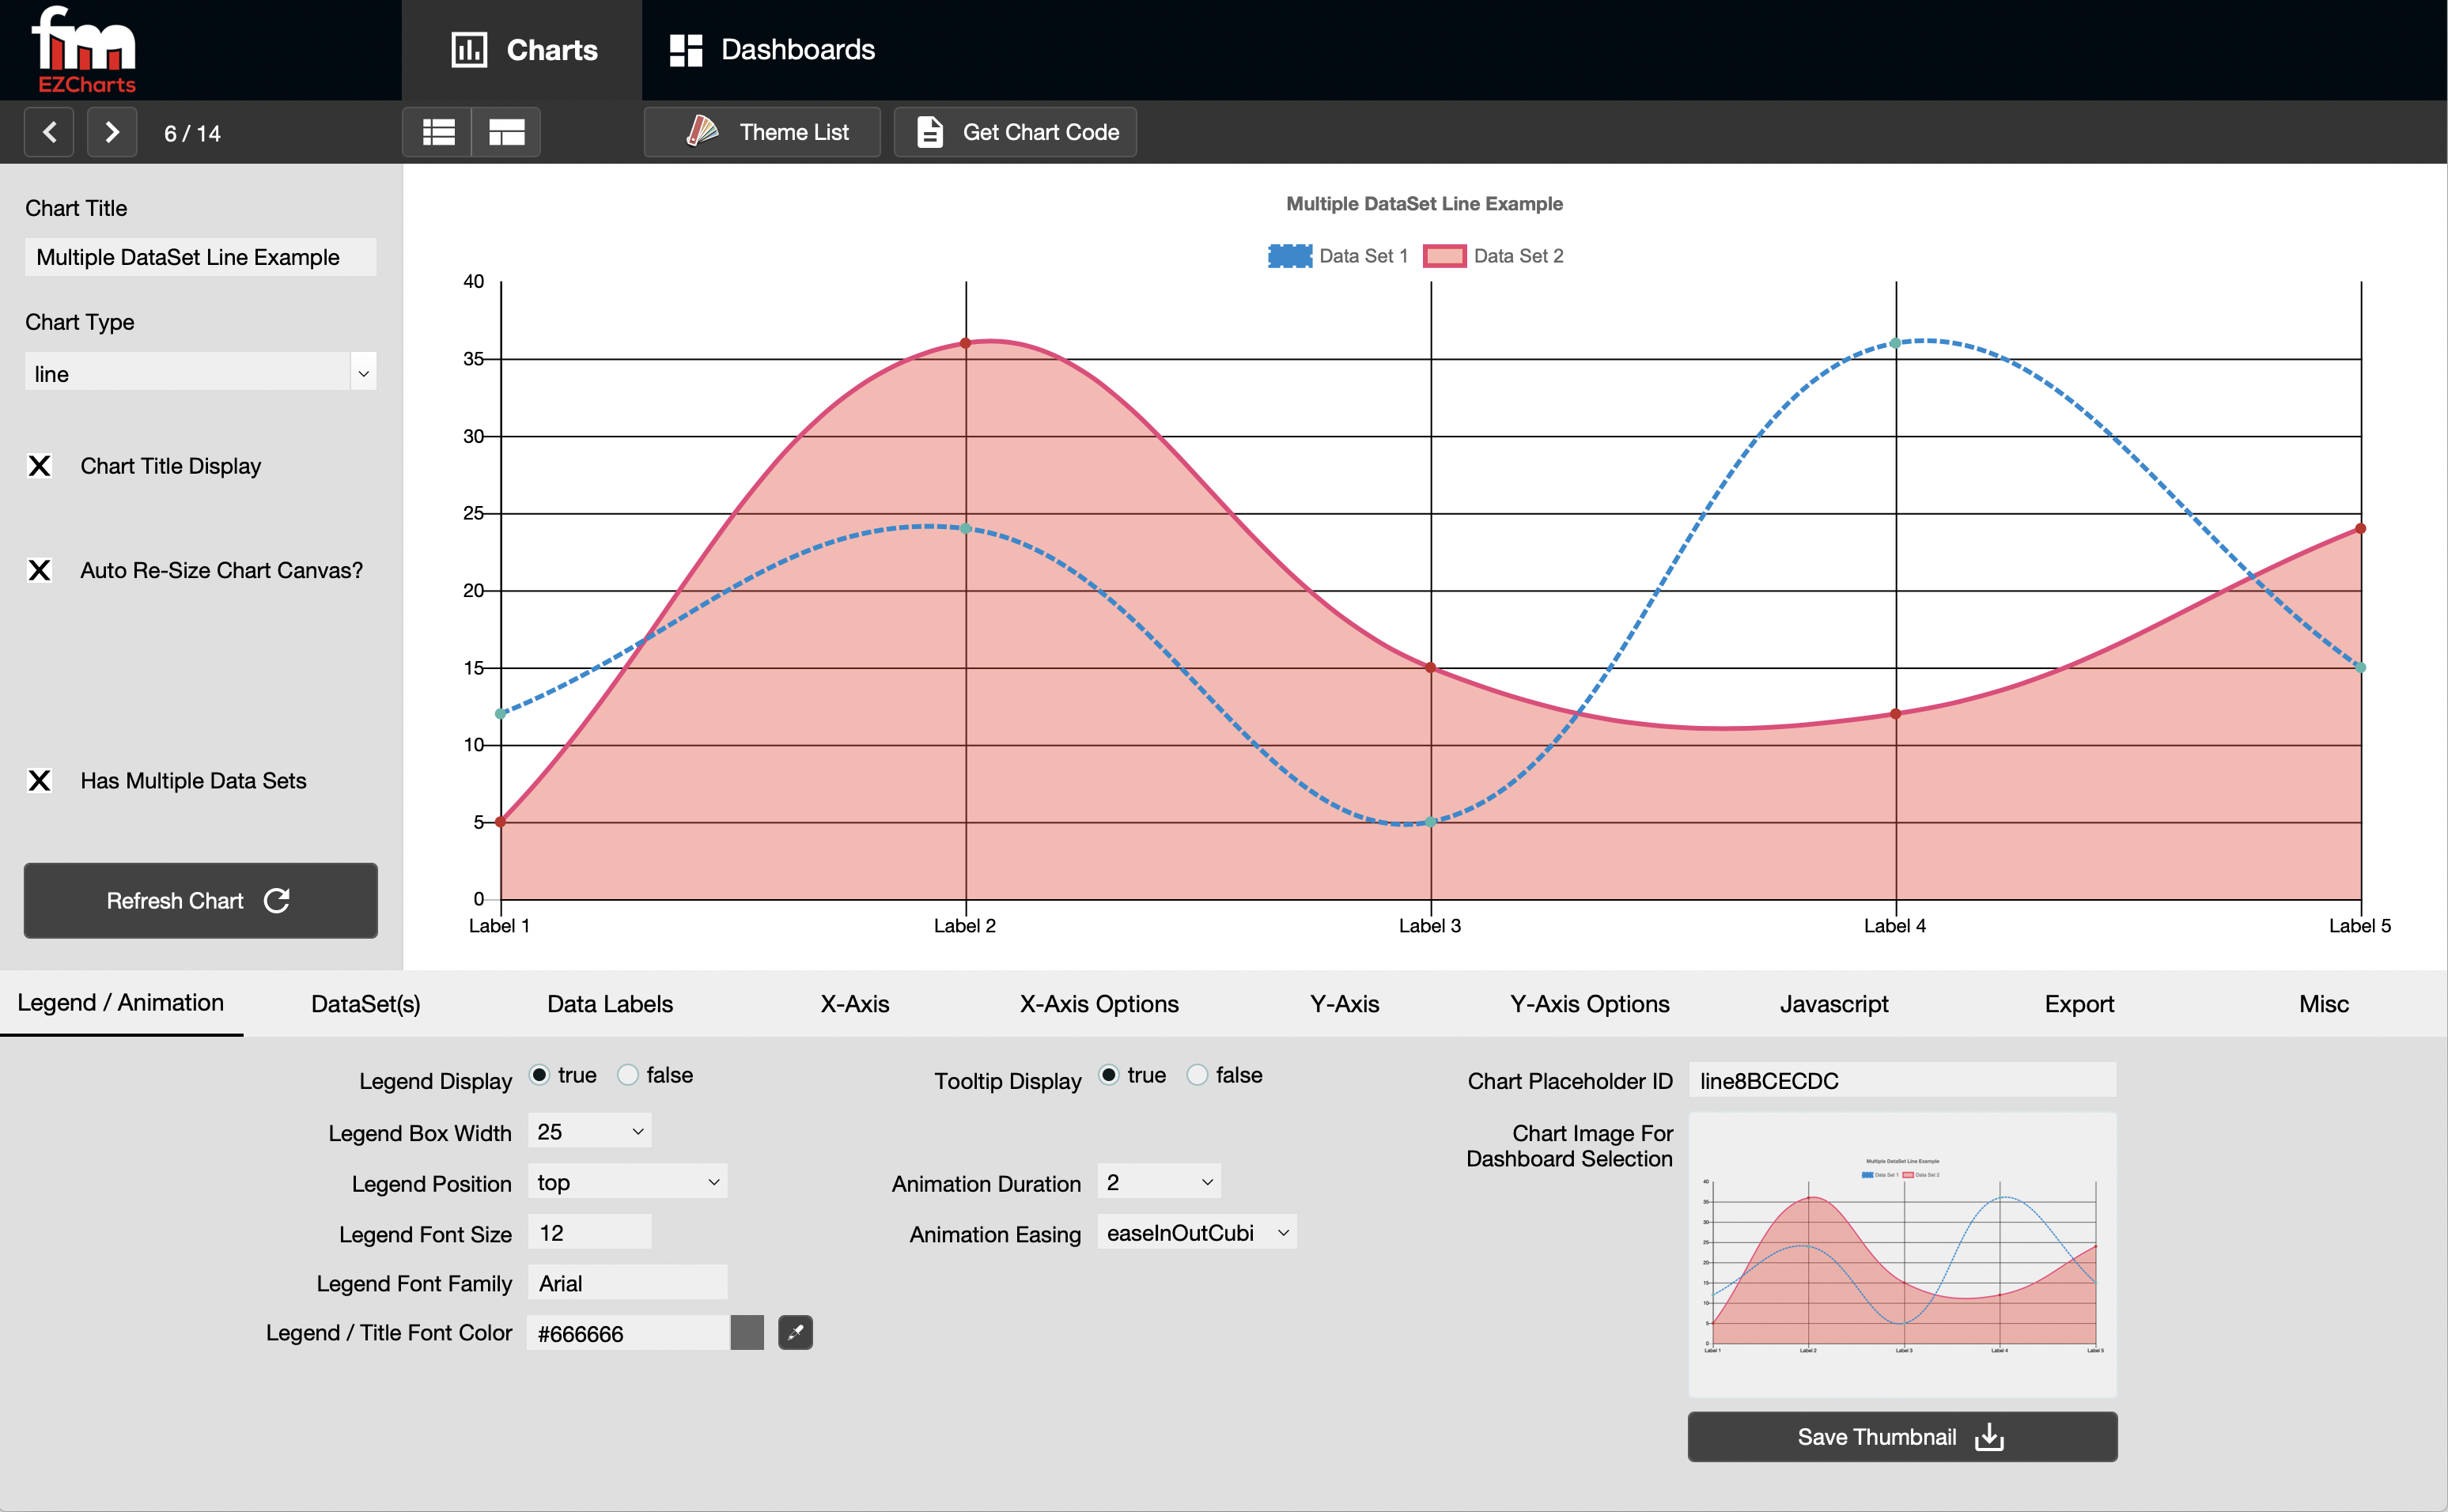 fm
EZCharts
Charts
Dashboards
6 / 14
Theme List
Get Chart Code
Chart Title
Multiple DataSet Line Example
Chart Type
line
Chart Title Display
Auto Re-Size Chart Canvas?
Has Multiple Data Sets
Refresh Chart
Multiple DataSet Line Example
Data Set 1
Data Set 2
40
35
30
25
20
15
10
5
0
Label 1
Label 2
Label 3
Label 4
Label 5
Legend / Animation
DataSet(s)
Data Labels
X-Axis
X-Axis Options
Y-Axis
Y-Axis Options
Javascript
Export
Misc
Legend Display
true
false
Legend Box Width
25
Legend Position
top
Legend Font Size
12
Legend Font Family
Arial
Legend / Title Font Color
#666666
Tooltip Display
true
false
Animation Duration
2
Animation Easing
easeInOutCubi
Chart Placeholder ID
line8BCECDC
Chart Image For
Dashboard Selection
Multiple DataSet Line Example
Data Set 1
Data Set 2
40
35
30
25
20
15
10
5
0
Label 1
Label 2
Label 3
Label 4
Label 5
Save Thumbnail